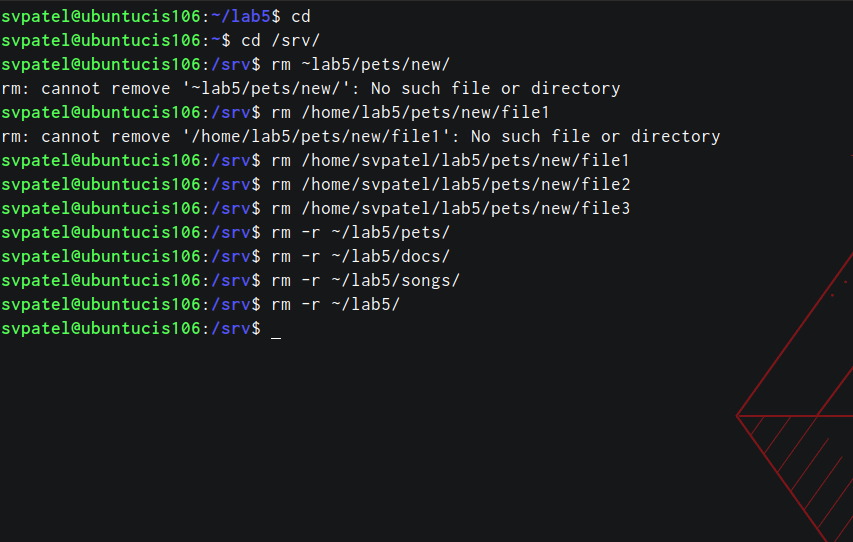 svpatel@ubuntucis106:~/lab5$ cd
svpatel@ubuntucis106:~$ cd /srv/
svpatel@ubuntucis106:/srv$ rm ~lab5/pets/new/
rm: cannot remove '~lab5/pets/new/': No such file or directory
svpatel@ubuntucis106:/srv$ rm /home/lab5/pets/new/file1
rm: cannot remove '/home/lab5/pets/new/file1': No such file or directory
svpatel@ubuntucis106:/srv$ rm /home/svpatel/lab5/pets/new/file1
svpatel@ubuntucis106:/srv$ rm /home/svpatel/lab5/pets/new/file2
svpatel@ubuntucis106:/srv$ rm /home/svpatel/lab5/pets/new/file3
svpatel@ubuntucis106:/srv$ rm -r ~/lab5/pets/
svpatel@ubuntucis106:/srv$ rm -r ~/lab5/docs/
svpatel@ubuntucis106:/srv$ rm -r ~/lab5/songs/
svpatel@ubuntucis106:/srv$ rm -r ~/lab5/
svpatel@ubuntucis106:/srv$ _